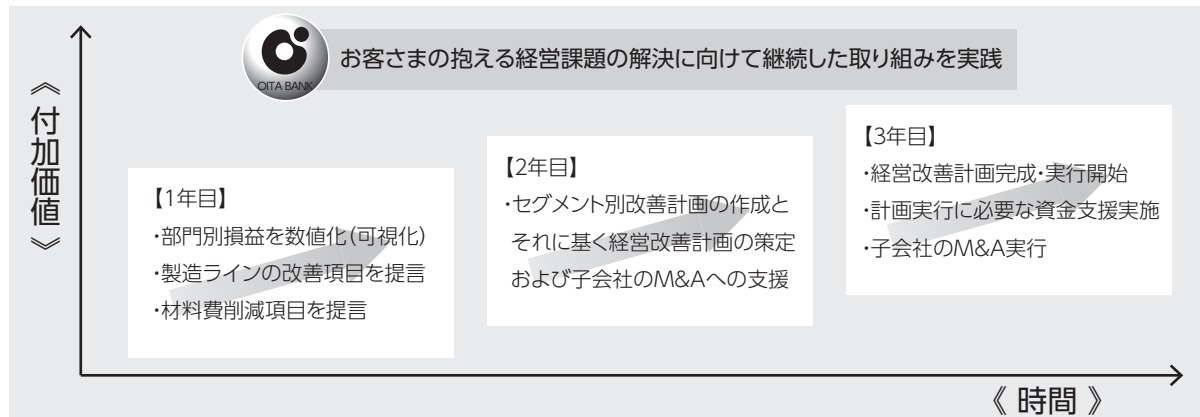 お客さまの抱える経営課題の解決に向けて継続した取り組みを実践
OITA BANK
《付加価値》
【1年目】
・部門別損益を数値化(可視化)
・製造ラインの改善項目を提言
・材料費削減項目を提言
【2年目】
・セグメント別改善計画の作成と
それに基く経営改善計画の策定
および子会社のM&Aへの支援
【3年目】
・経営改善計画完成・実行開始
・計画実行に必要な資金支援実施
・子会社のM&A実行
《 時間 》